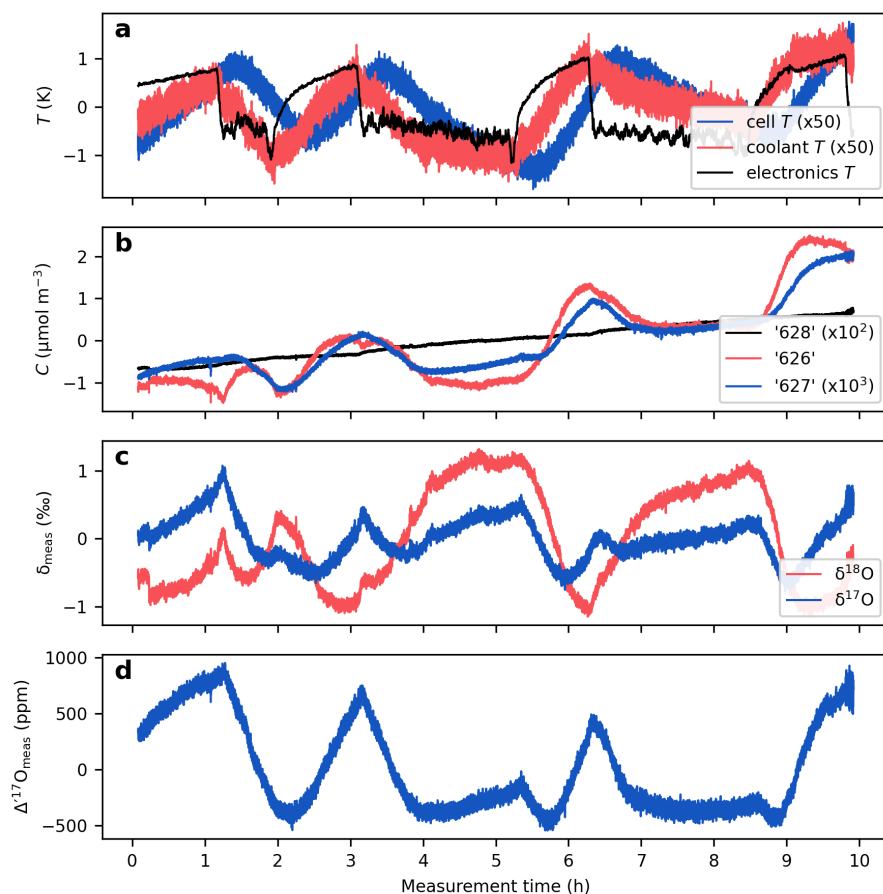 a
1
0
−1
T (K)
cell T (x50)
coolant T (x50)
electronics T
b
2
1
0
−1
C (μmol m⁻³)
'628' (x10²)
'626'
'627' (x10³)
c
1
0
−1
δmeas (‰)
δ¹⁸O
δ¹⁷O
d
1000
500
0
−500
Δ'¹⁷Omeas (ppm)
0 1 2 3 4 5 6 7 8 9 10
Measurement time (h)